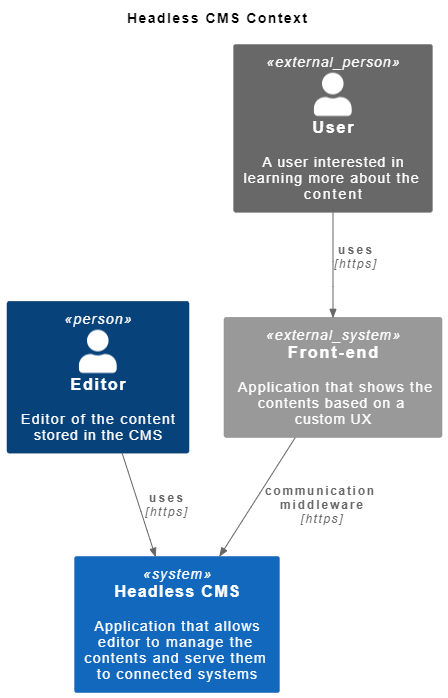 Headless CMS Context
«external_person»
User
A user interested in
learning more about the
content
uses
[https]
«person»
Editor
Editor of the content
stored in the CMS
«external_system»
Front-end
Application that shows the
contents based on a
custom UX
uses
[https]
communication
middleware
[https]
«system»
Headless CMS
Application that allows
editor to manage the
contents and serve them
to connected systems